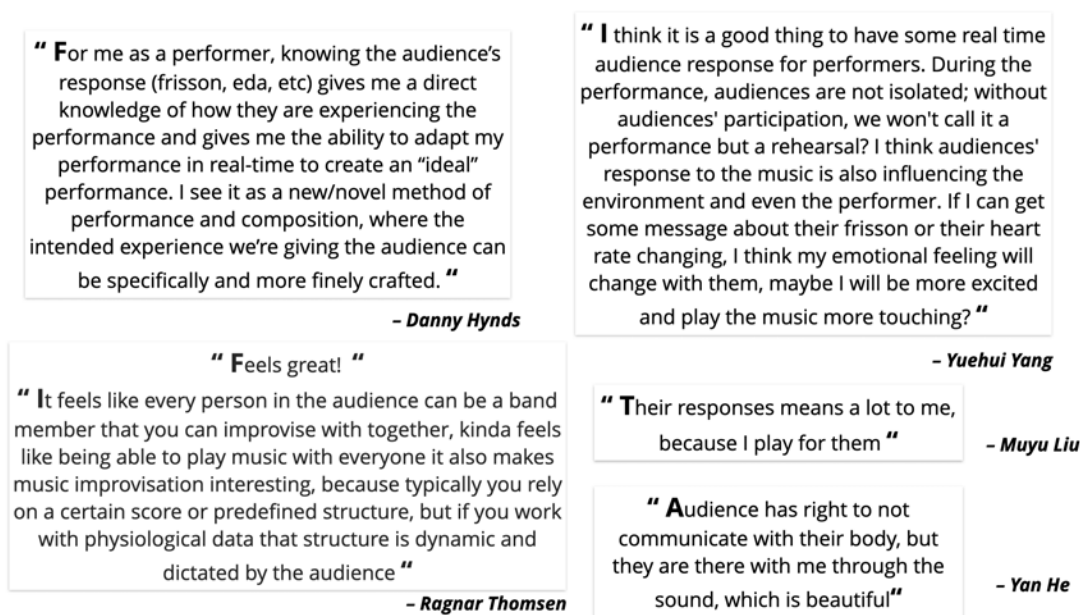 “ For me as a performer, knowing the audience’s
response (frisson, eda, etc) gives me a direct
knowledge of how they are experiencing the
performance and gives me the ability to adapt my
performance in real-time to create an “ideal”
performance. I see it as a new/novel method of
performance and composition, where the
intended experience we’re giving the audience can
be specifically and more finely crafted. “
– Danny Hynds
“ Feels great! “
“ It feels like every person in the audience can be a band
member that you can improvise with together, kinda feels
like being able to play music with everyone it also makes
music improvisation interesting, because typically you rely
on a certain score or predefined structure, but if you work
with physiological data that structure is dynamic and
dictated by the audience “
– Ragnar Thomsen
“ I think it is a good thing to have some real time
audience response for performers. During the
performance, audiences are not isolated; without
audiences' participation, we won't call it a
performance but a rehearsal? I think audiences'
response to the music is also influencing the
environment and even the performer. If I can get
some message about their frisson or their heart
rate changing, I think my emotional feeling will
change with them, maybe I will be more excited
and play the music more touching? “
– Yuehui Yang
“ Their responses means a lot to me,
because I play for them “
– Muyu Liu
“ Audience has right to not
communicate with their body, but
they are there with me through the
sound, which is beautiful“
– Yan He